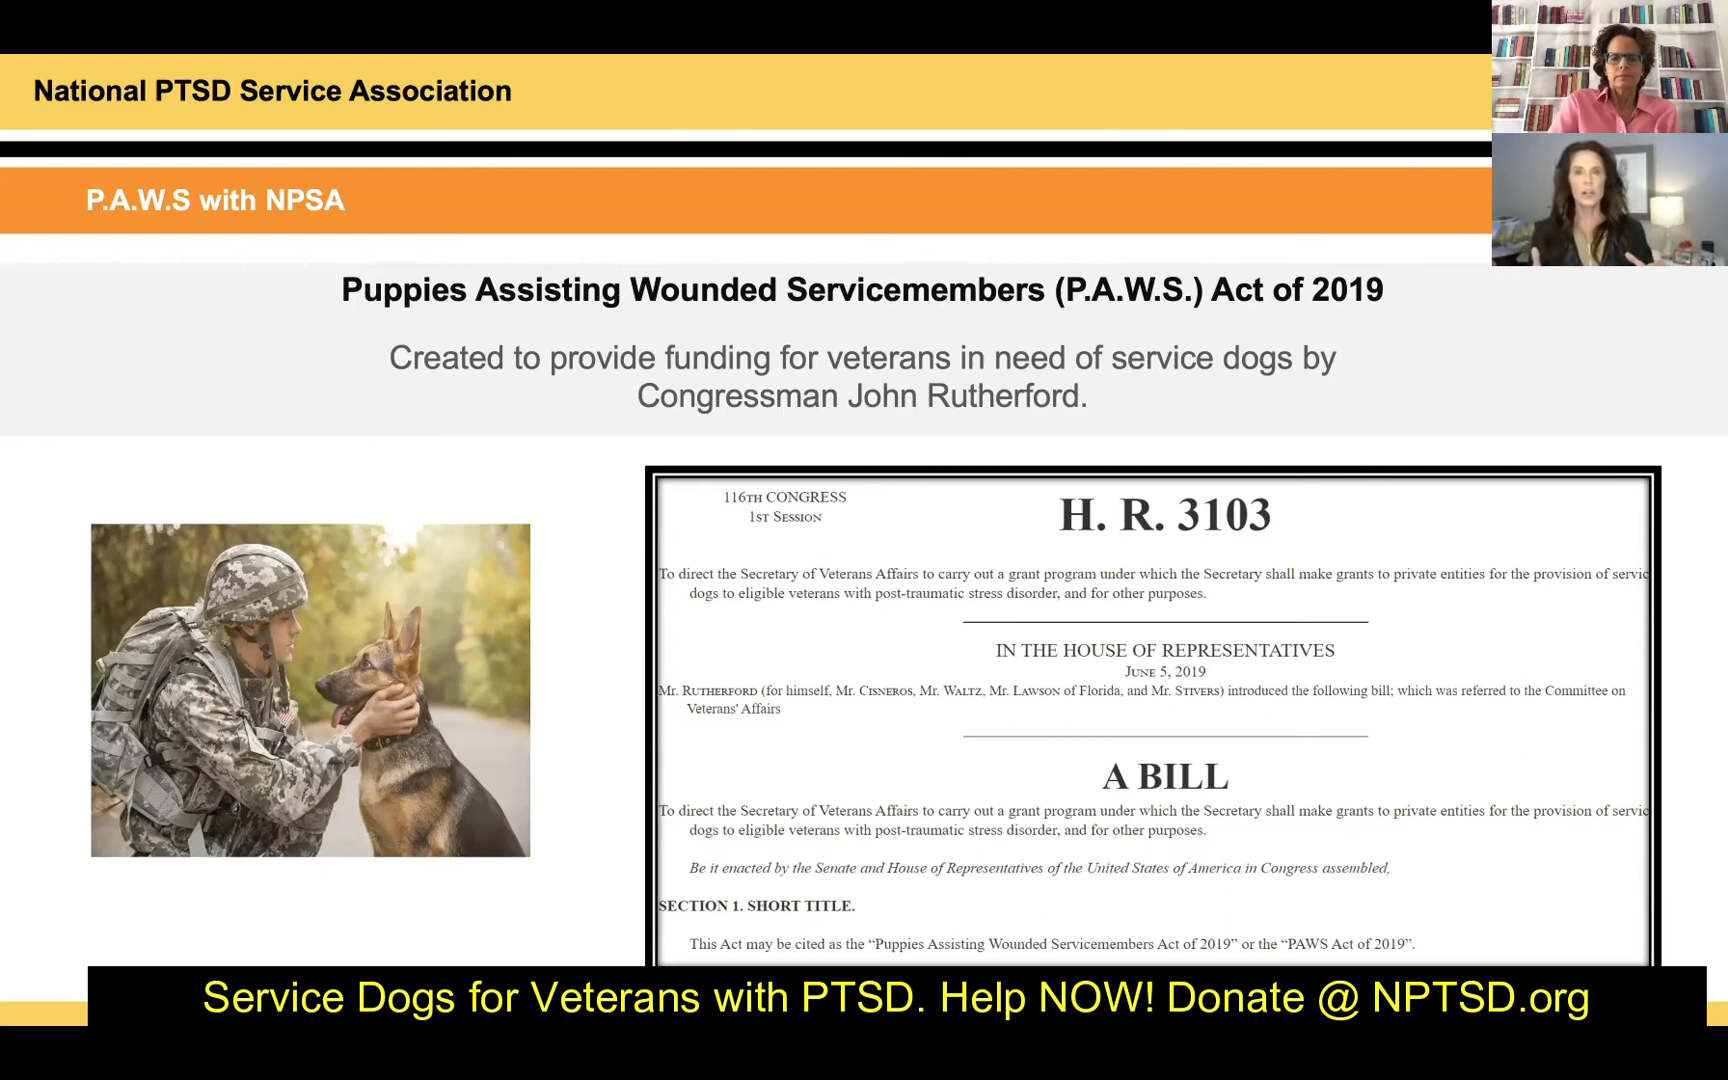 National PTSD Service Association
P.A.W.S with NPSA
Puppies Assisting Wounded Servicemembers (P.A.W.S.) Act of 2019
Created to provide funding for veterans in need of service dogs by
Congressman John Rutherford.
116TH CONGRESS
1ST SESSION
H. R. 3103
To direct the Secretary of Veterans Affairs to carry out a grant program under which the Secretary shall make grants to private entities for the provision of servic
dogs to eligible veterans with post-traumatic stress disorder, and for other purposes.
IN THE HOUSE OF REPRESENTATIVES
JUNE 5, 2019
Mr. RUTHERFORD (for himself, Mr. CISNEROS, Mr. WALTZ, Mr. LAWSON of Florida, and Mr. STIVERS) introduced the following bill; which was referred to the Committee on
Veterans' Affairs
A BILL
To direct the Secretary of Veterans Affairs to carry out a grant program under which the Secretary shall make grants to private entities for the provision of servic
dogs to eligible veterans with post-traumatic stress disorder, and for other purposes.
Be it enacted by the Senate and House of Representatives of the United States of America in Congress assembled,
SECTION 1. SHORT TITLE.
This Act may be cited as the “Puppies Assisting Wounded Servicemembers Act of 2019” or the “PAWS Act of 2019”.
Service Dogs for Veterans with PTSD. Help NOW! Donate @ NPTSD.org